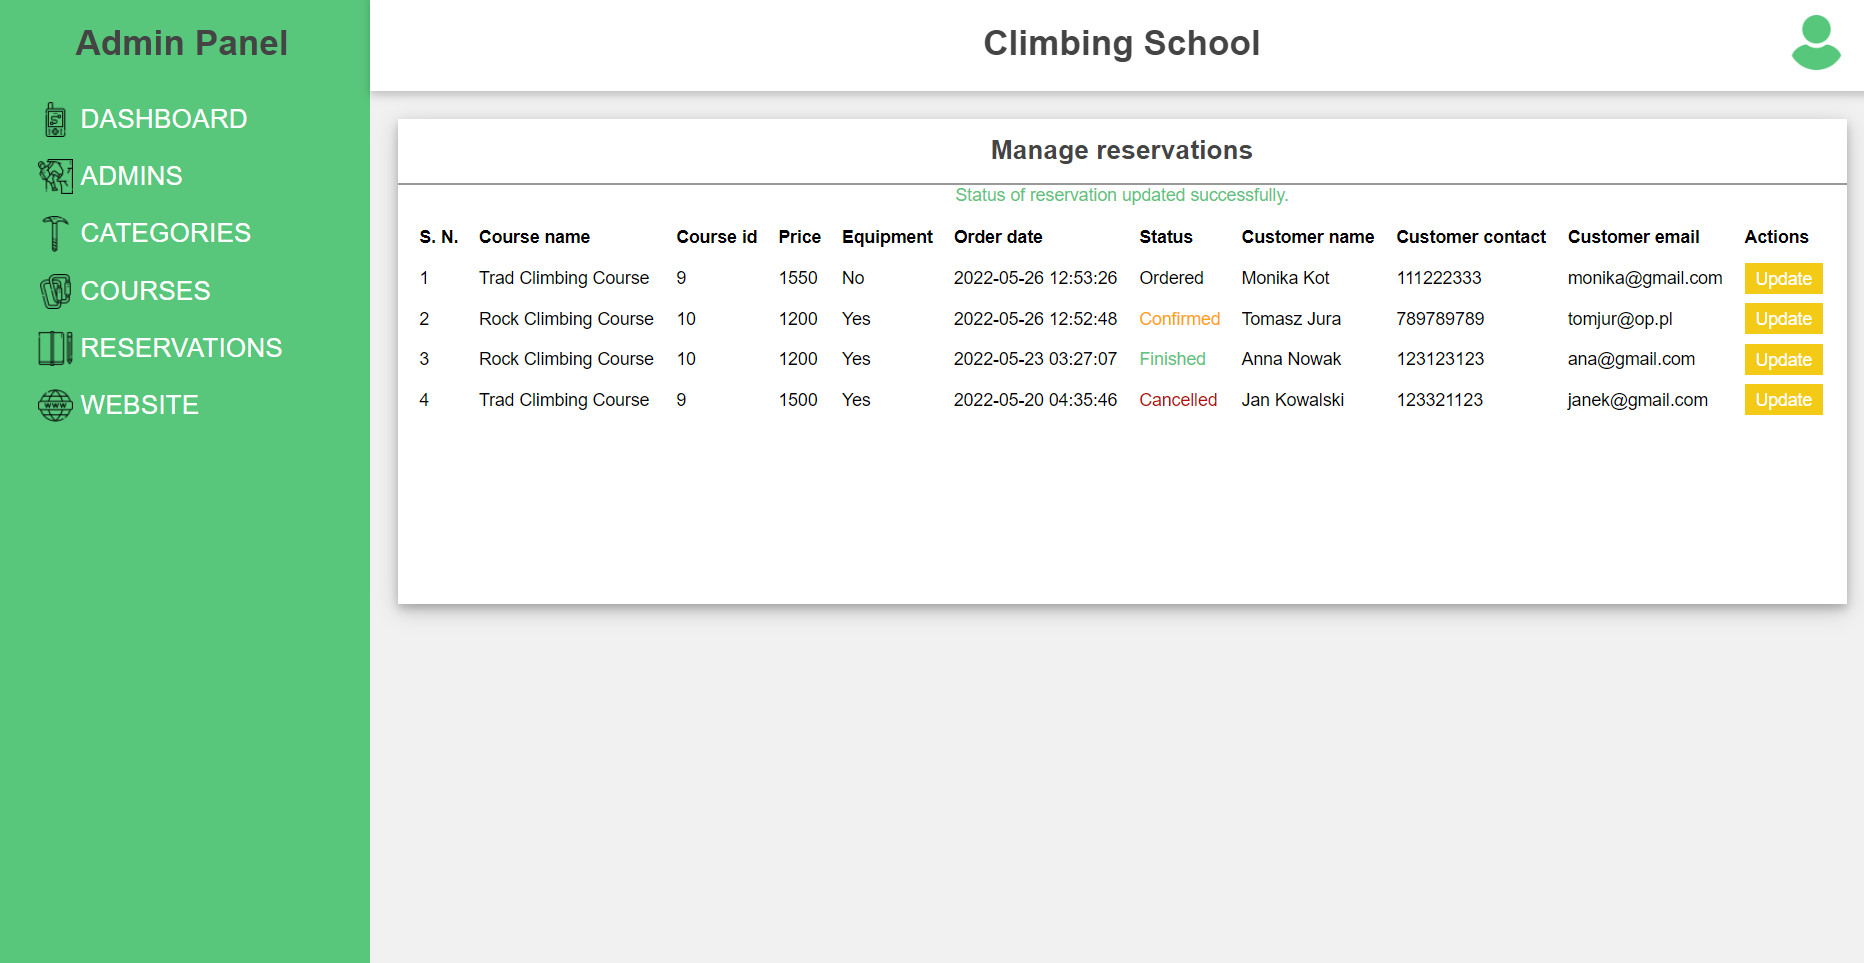 Admin Panel
DASHBOARD
ADMINS
CATEGORIES
COURSES
RESERVATIONS
WWW WEBSITE
Climbing School
Manage reservations
Status of reservation updated successfully.
S. N. Course name Course id Price Equipment Order date Status Customer name Customer contact Customer email Actions
1 Trad Climbing Course 9 1550 No 2022-05-26 12:53:26 Ordered Monika Kot 111222333 monika@gmail.com Update
2 Rock Climbing Course 10 1200 Yes 2022-05-26 12:52:48 Confirmed Tomasz Jura 789789789 tomjur@op.pl Update
3 Rock Climbing Course 10 1200 Yes 2022-05-23 03:27:07 Finished Anna Nowak 123123123 ana@gmail.com Update
4 Trad Climbing Course 9 1500 Yes 2022-05-20 04:35:46 Cancelled Jan Kowalski 123321123 janek@gmail.com Update